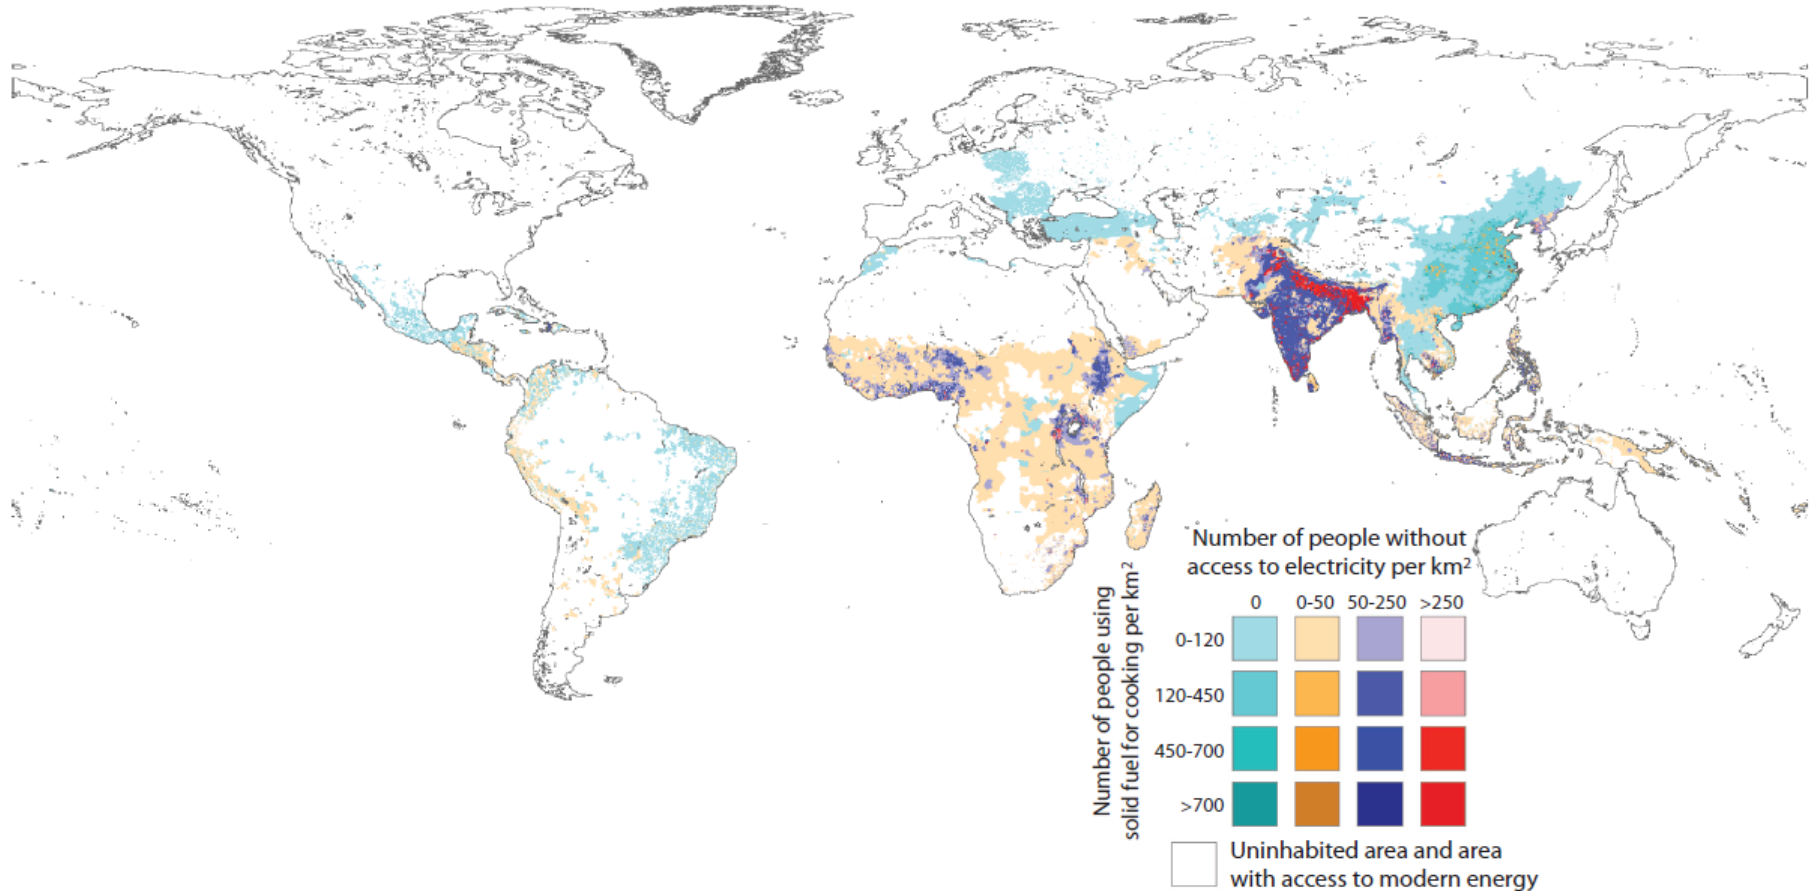 Number of people without
access to electricity per km²
0 0-50 50-250 >250
Number of people using
solid fuel for cooking per km²
0-120
120-450
450-700
>700
Uninhabited area and area
with access to modern energy